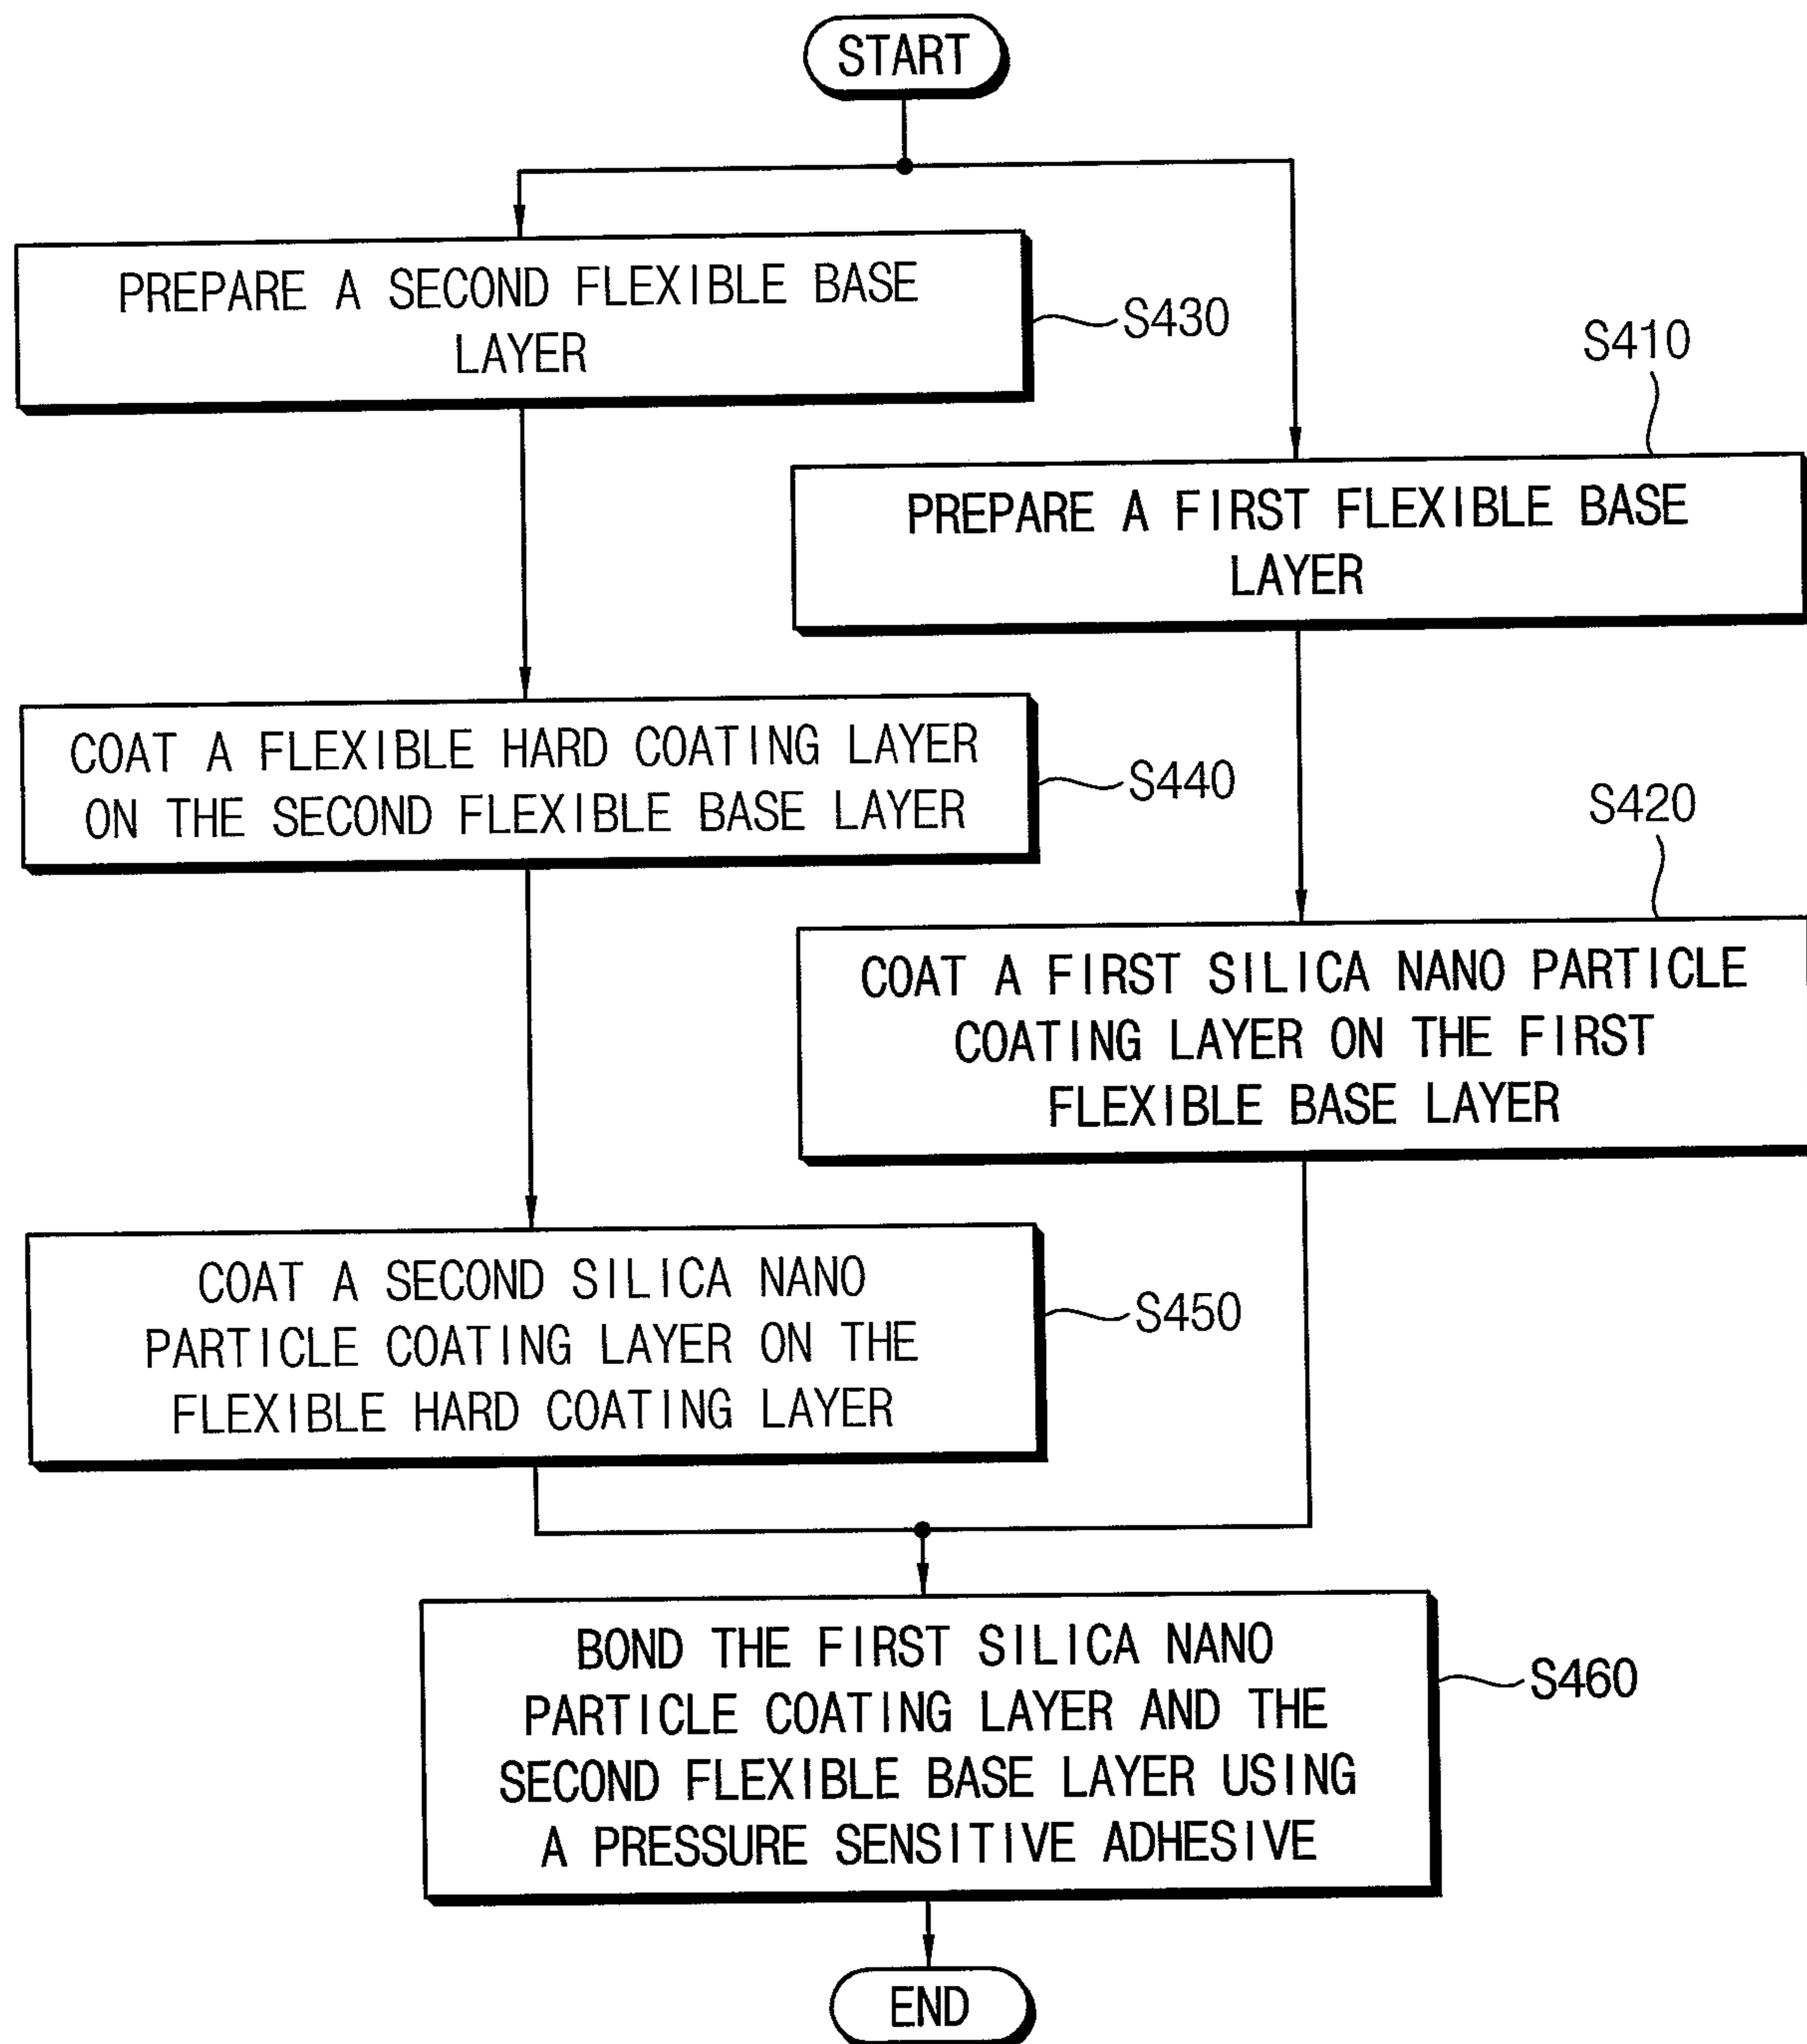 START
PREPARE A SECOND FLEXIBLE BASE
LAYER
S430
S410
PREPARE A FIRST FLEXIBLE BASE
LAYER
COAT A FLEXIBLE HARD COATING LAYER
ON THE SECOND FLEXIBLE BASE LAYER
S440
S420
COAT A FIRST SILICA NANO PARTICLE
COATING LAYER ON THE FIRST
FLEXIBLE BASE LAYER
COAT A SECOND SILICA NANO
PARTICLE COATING LAYER ON THE
FLEXIBLE HARD COATING LAYER
S450
BOND THE FIRST SILICA NANO
PARTICLE COATING LAYER AND THE
SECOND FLEXIBLE BASE LAYER USING
A PRESSURE SENSITIVE ADHESIVE
S460
END